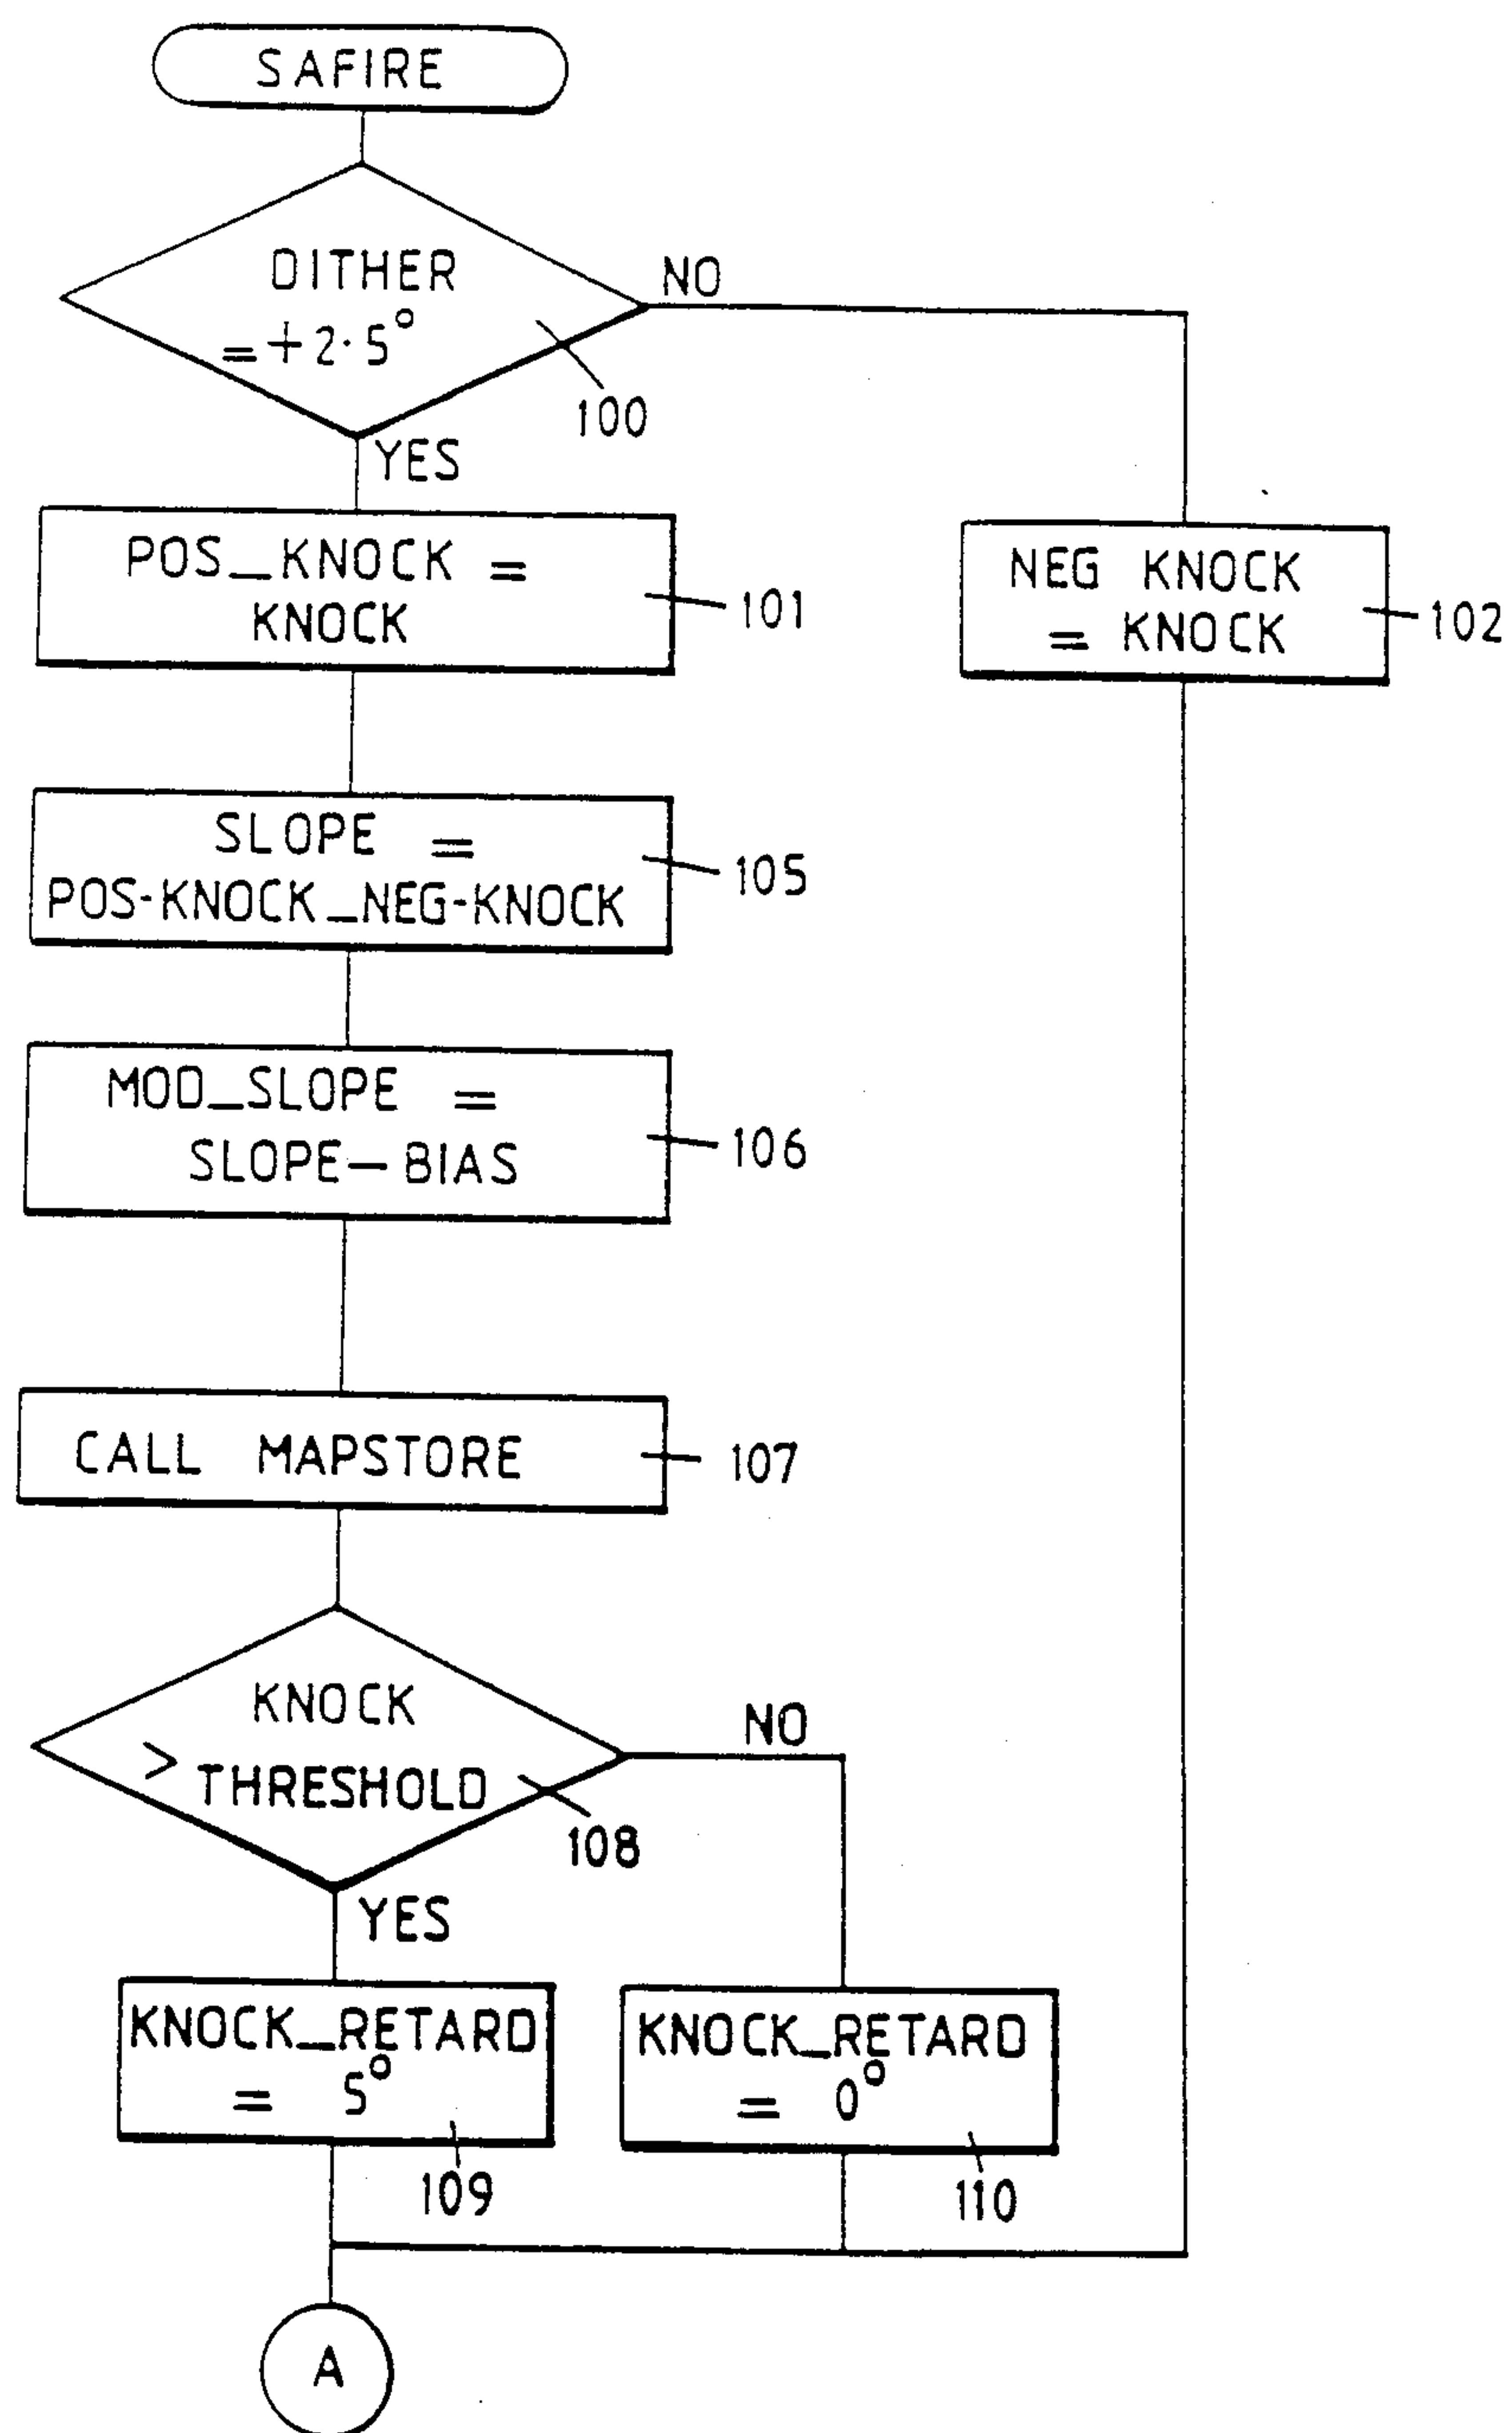 SAFIRE
DITHER
=+2·5°
NO
100
YES
POS_KNOCK =
KNOCK
101
NEG KNOCK
= KNOCK
102
SLOPE =
POS-KNOCK_NEG-KNOCK
105
MOD_SLOPE =
SLOPE–BIAS
106
CALL MAPSTORE
107
KNOCK
> THRESHOLD
NO
108
YES
KNOCK_RETARD
= 5°
109
KNOCK_RETARD
= 0°
110
A